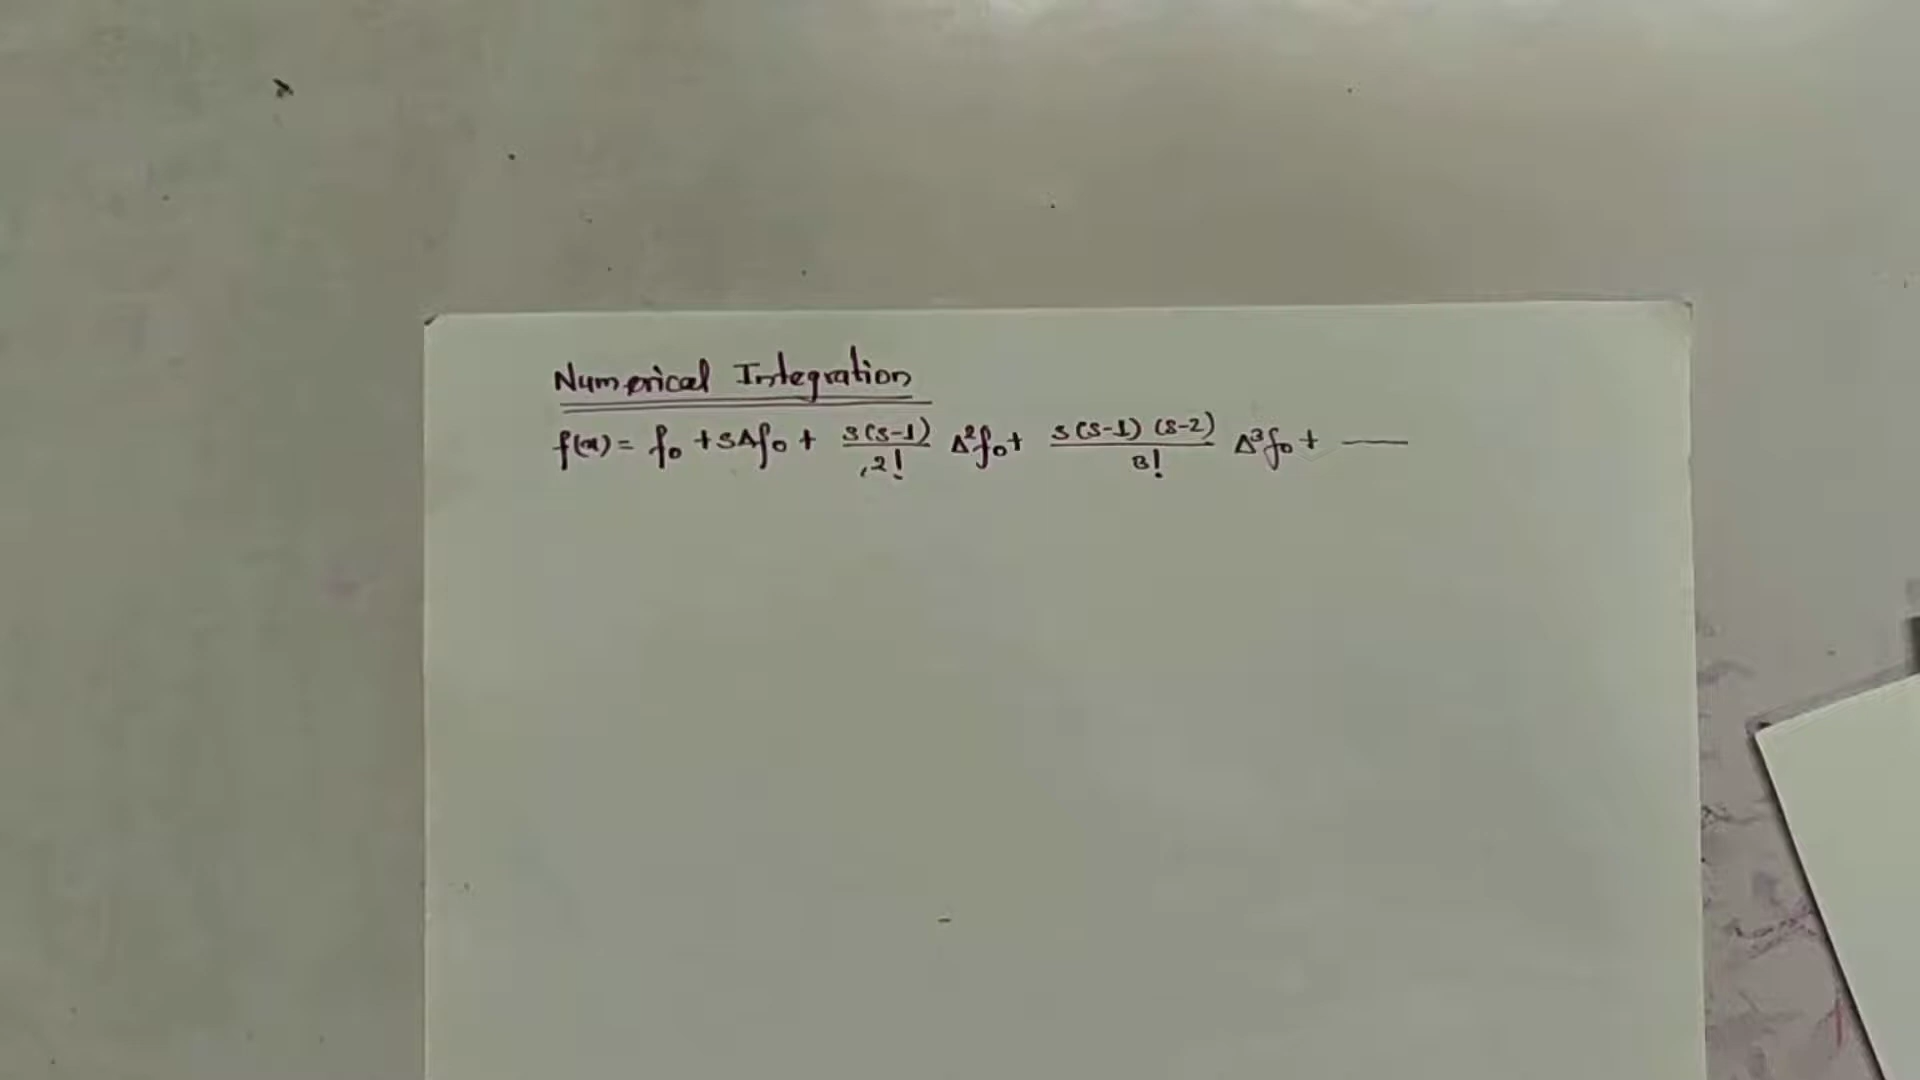 Numerical Integration
f(x) = f₀ + sΔf₀ + s(s-1)/2! Δ²f₀ + s(s-1)(s-2)/3! Δ³f₀ + ——